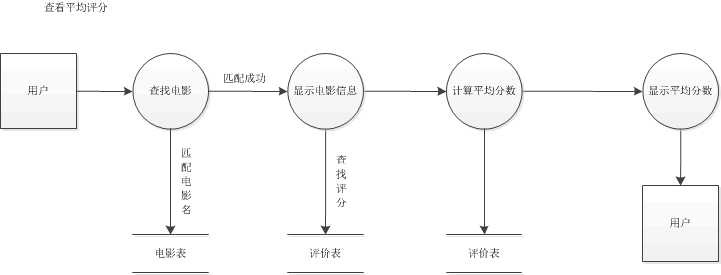 查看平均评分
用户
查找电影
匹配成功
显示电影信息
计算平均分数
显示平均分数
匹配电影名
查找评分
用户
电影表
评价表
评价表